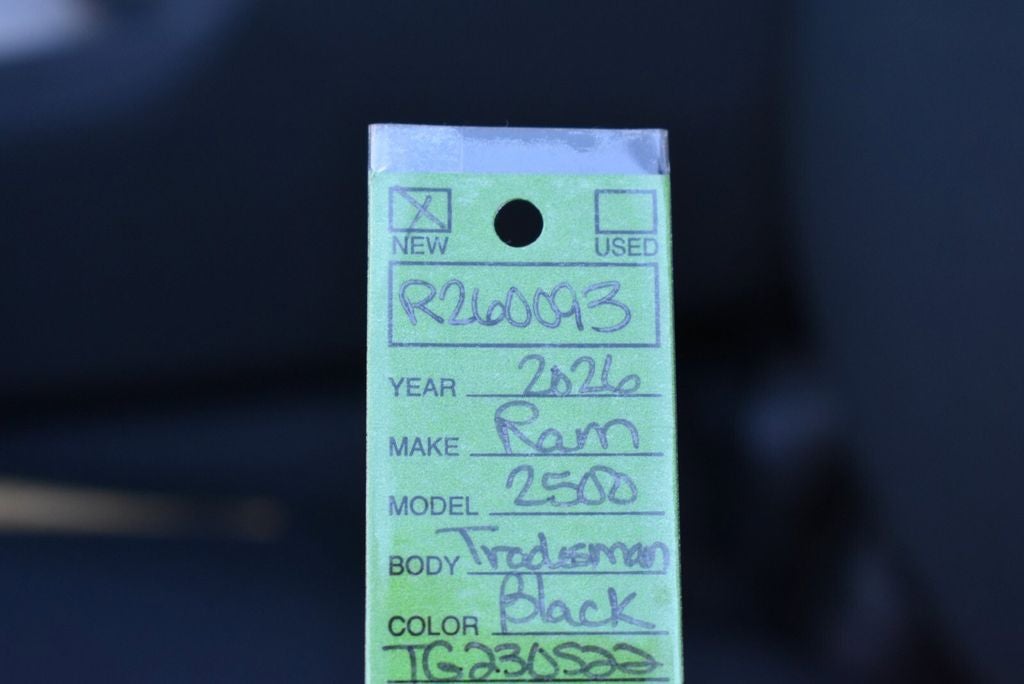 X
NEW USED
R260093
YEAR 2026
MAKE Ram
MODEL 2500
BODY Tradesman
COLOR Black
TG230522